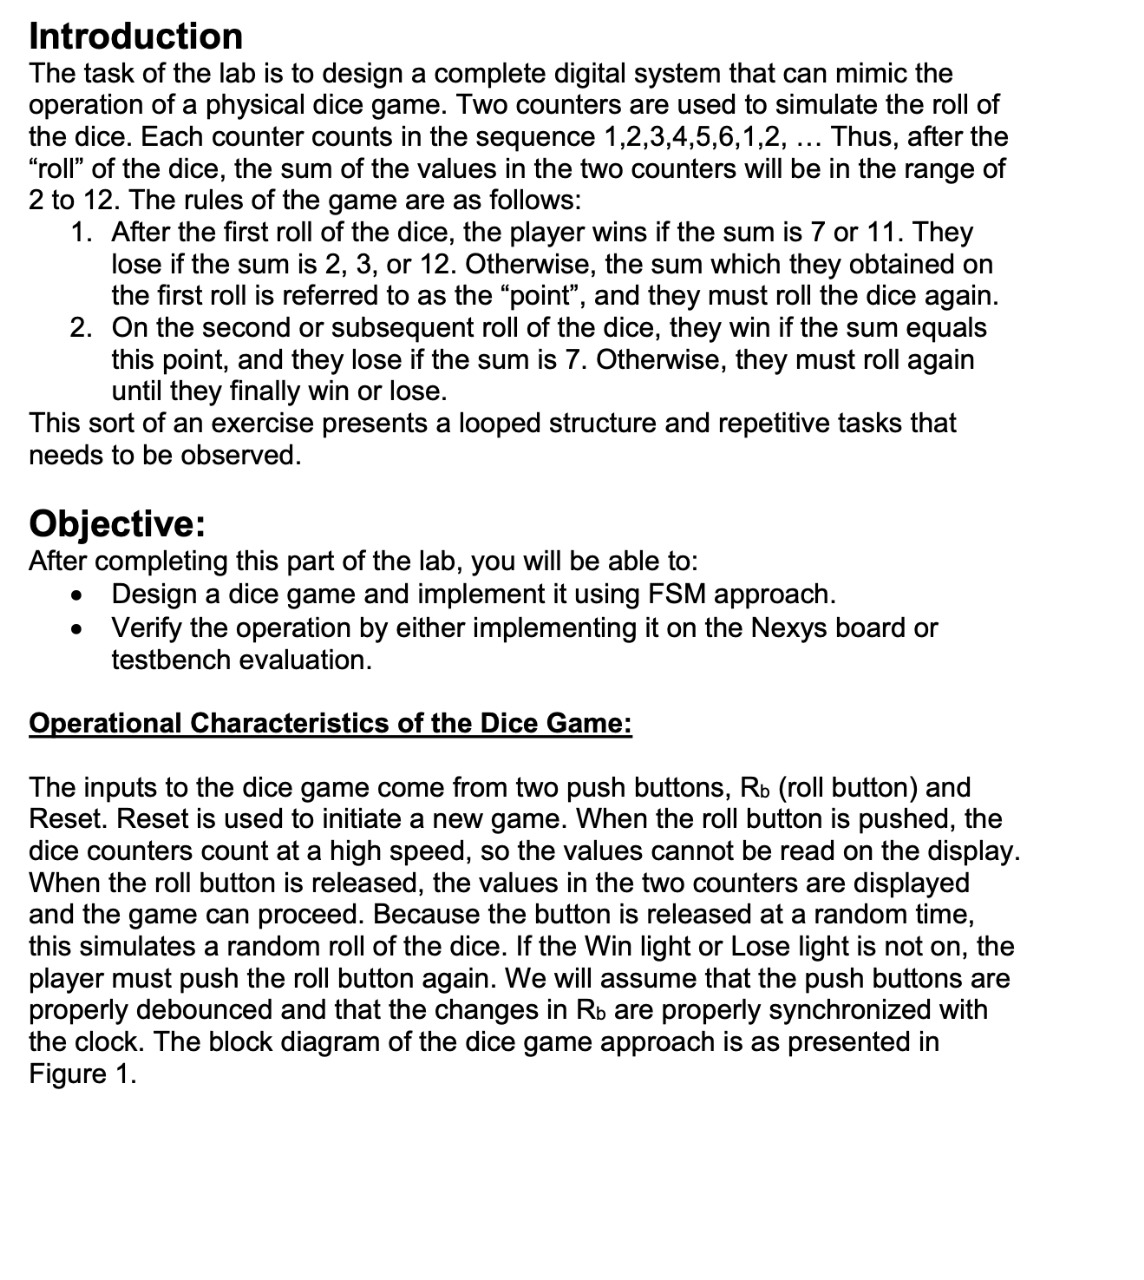 Introduction
The task of the lab is to design a complete digital system that can mimic the
operation of a physical dice game. Two counters are used to simulate the roll of
the dice. Each counter counts in the sequence 1,2,3,4,5,6,1,2, … Thus, after the
“roll” of the dice, the sum of the values in the two counters will be in the range of
2 to 12. The rules of the game are as follows:
1. After the first roll of the dice, the player wins if the sum is 7 or 11. They
lose if the sum is 2, 3, or 12. Otherwise, the sum which they obtained on
the first roll is referred to as the “point”, and they must roll the dice again.
2. On the second or subsequent roll of the dice, they win if the sum equals
this point, and they lose if the sum is 7. Otherwise, they must roll again
until they finally win or lose.
This sort of an exercise presents a looped structure and repetitive tasks that
needs to be observed.
Objective:
After completing this part of the lab, you will be able to:
• Design a dice game and implement it using FSM approach.
• Verify the operation by either implementing it on the Nexys board or
testbench evaluation.
Operational Characteristics of the Dice Game:
The inputs to the dice game come from two push buttons, Rb (roll button) and
Reset. Reset is used to initiate a new game. When the roll button is pushed, the
dice counters count at a high speed, so the values cannot be read on the display.
When the roll button is released, the values in the two counters are displayed
and the game can proceed. Because the button is released at a random time,
this simulates a random roll of the dice. If the Win light or Lose light is not on, the
player must push the roll button again. We will assume that the push buttons are
properly debounced and that the changes in Rb are properly synchronized with
the clock. The block diagram of the dice game approach is as presented in
Figure 1.